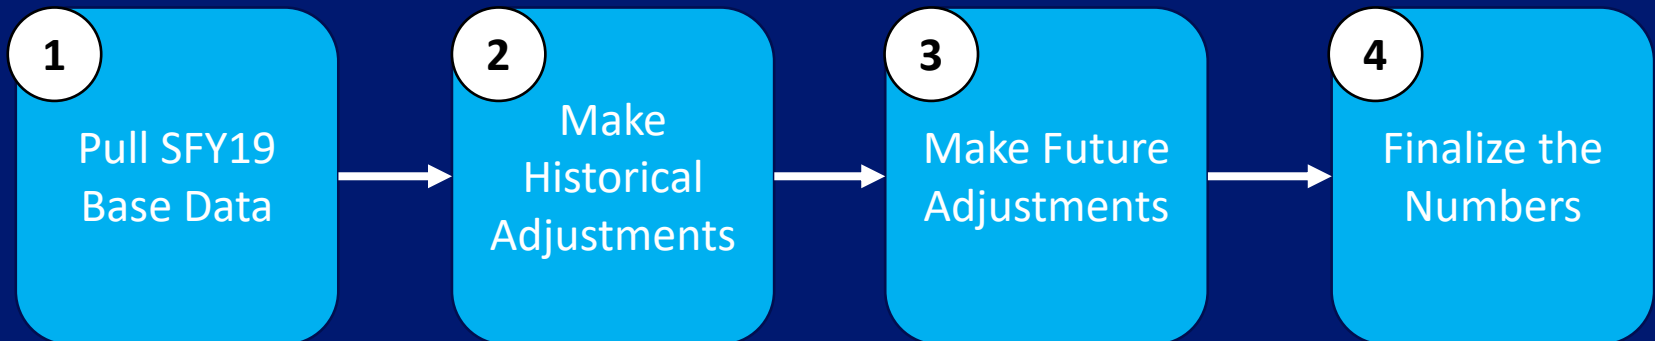 1
Pull SFY19
Base Data
2
Make
Historical
Adjustments
3
Make Future
Adjustments
4
Finalize the
Numbers